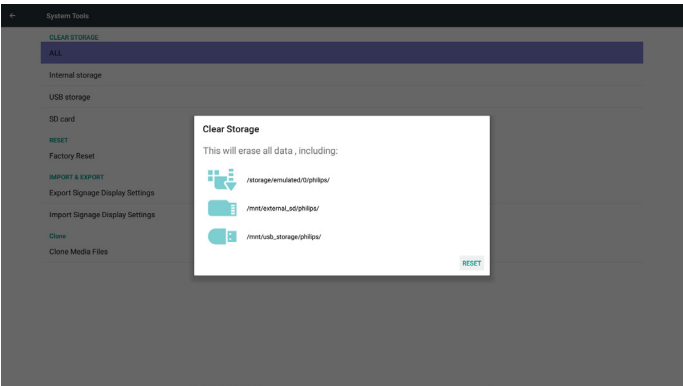 System Tools
CLEAR STORAGE
ALL
Internal storage
USB storage
SD card
RESET
Factory Reset
IMPORT & EXPORT
Export Signage Display Settings
Import Signage Display Settings
Clone
Clone Media Files
Clear Storage
This will erase all data , including:
/storage/emulated/0/philips/
/mnt/external_sd/philips/
/mnt/usb_storage/philips/
RESET